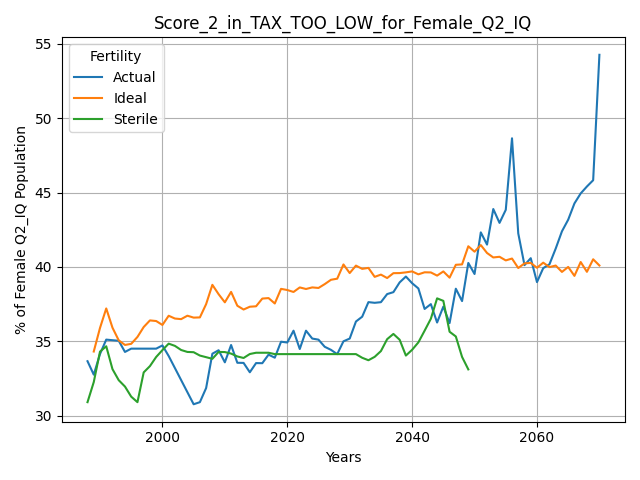 Score_2_in_TAX_TOO_LOW_for_Female_Q2_IQ
% of Female Q2_IQ Population
55
50
45
40
35
30
Fertility
Actual
Ideal
Sterile
2000
2020
2040
2060
Years